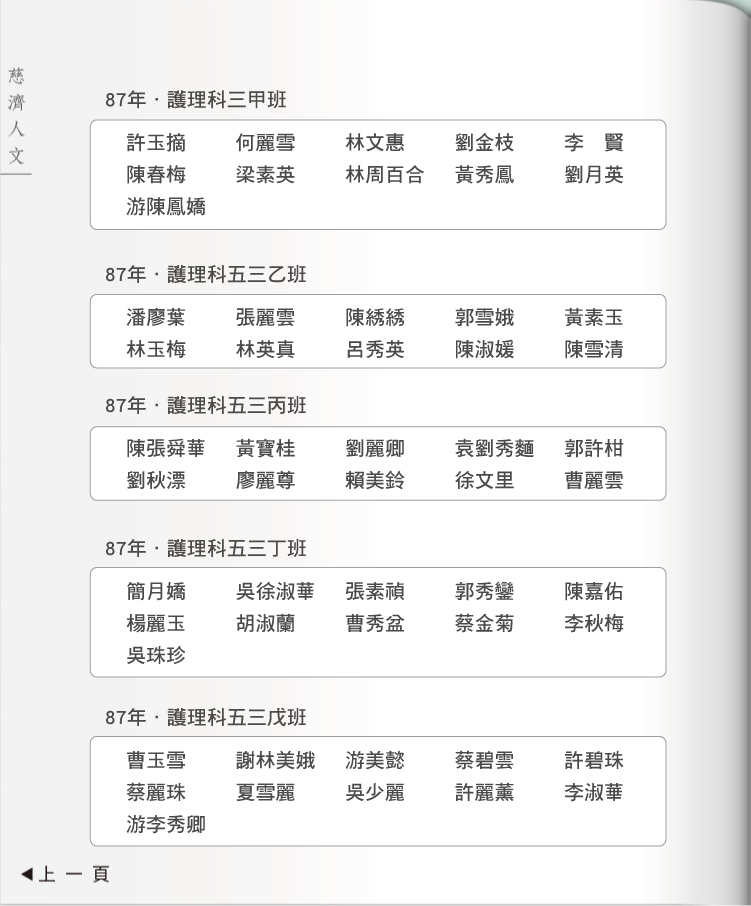 慈濟人文
87年·護理科三甲班
許玉摘 何麗雪 林文惠 劉金枝 李 賢
陳春梅 梁素英 林周百合 黃秀鳳 劉月英
游陳鳳嬌
87年·護理科五三乙班
潘廖葉 張麗雲 陳綉綉 郭雪娥 黃素玉
林玉梅 林英真 呂秀英 陳淑媛 陳雪清
87年·護理科五三丙班
陳張舜華 黃寶桂 劉麗卿 袁劉秀麵 郭許柑
劉秋漂 廖麗尊 賴美鈴 徐文里 曹麗雲
87年·護理科五三丁班
簡月嬌 吳徐淑華 張素禎 郭秀鑾 陳嘉佑
楊麗玉 胡淑蘭 曹秀盆 蔡金菊 李秋梅
吳珠珍
87年·護理科五三戊班
曹玉雪 謝林美娥 游美懿 蔡碧雲 許碧珠
蔡麗珠 夏雪麗 吳少麗 許麗薰 李淑華
游李秀卿
◀上一頁